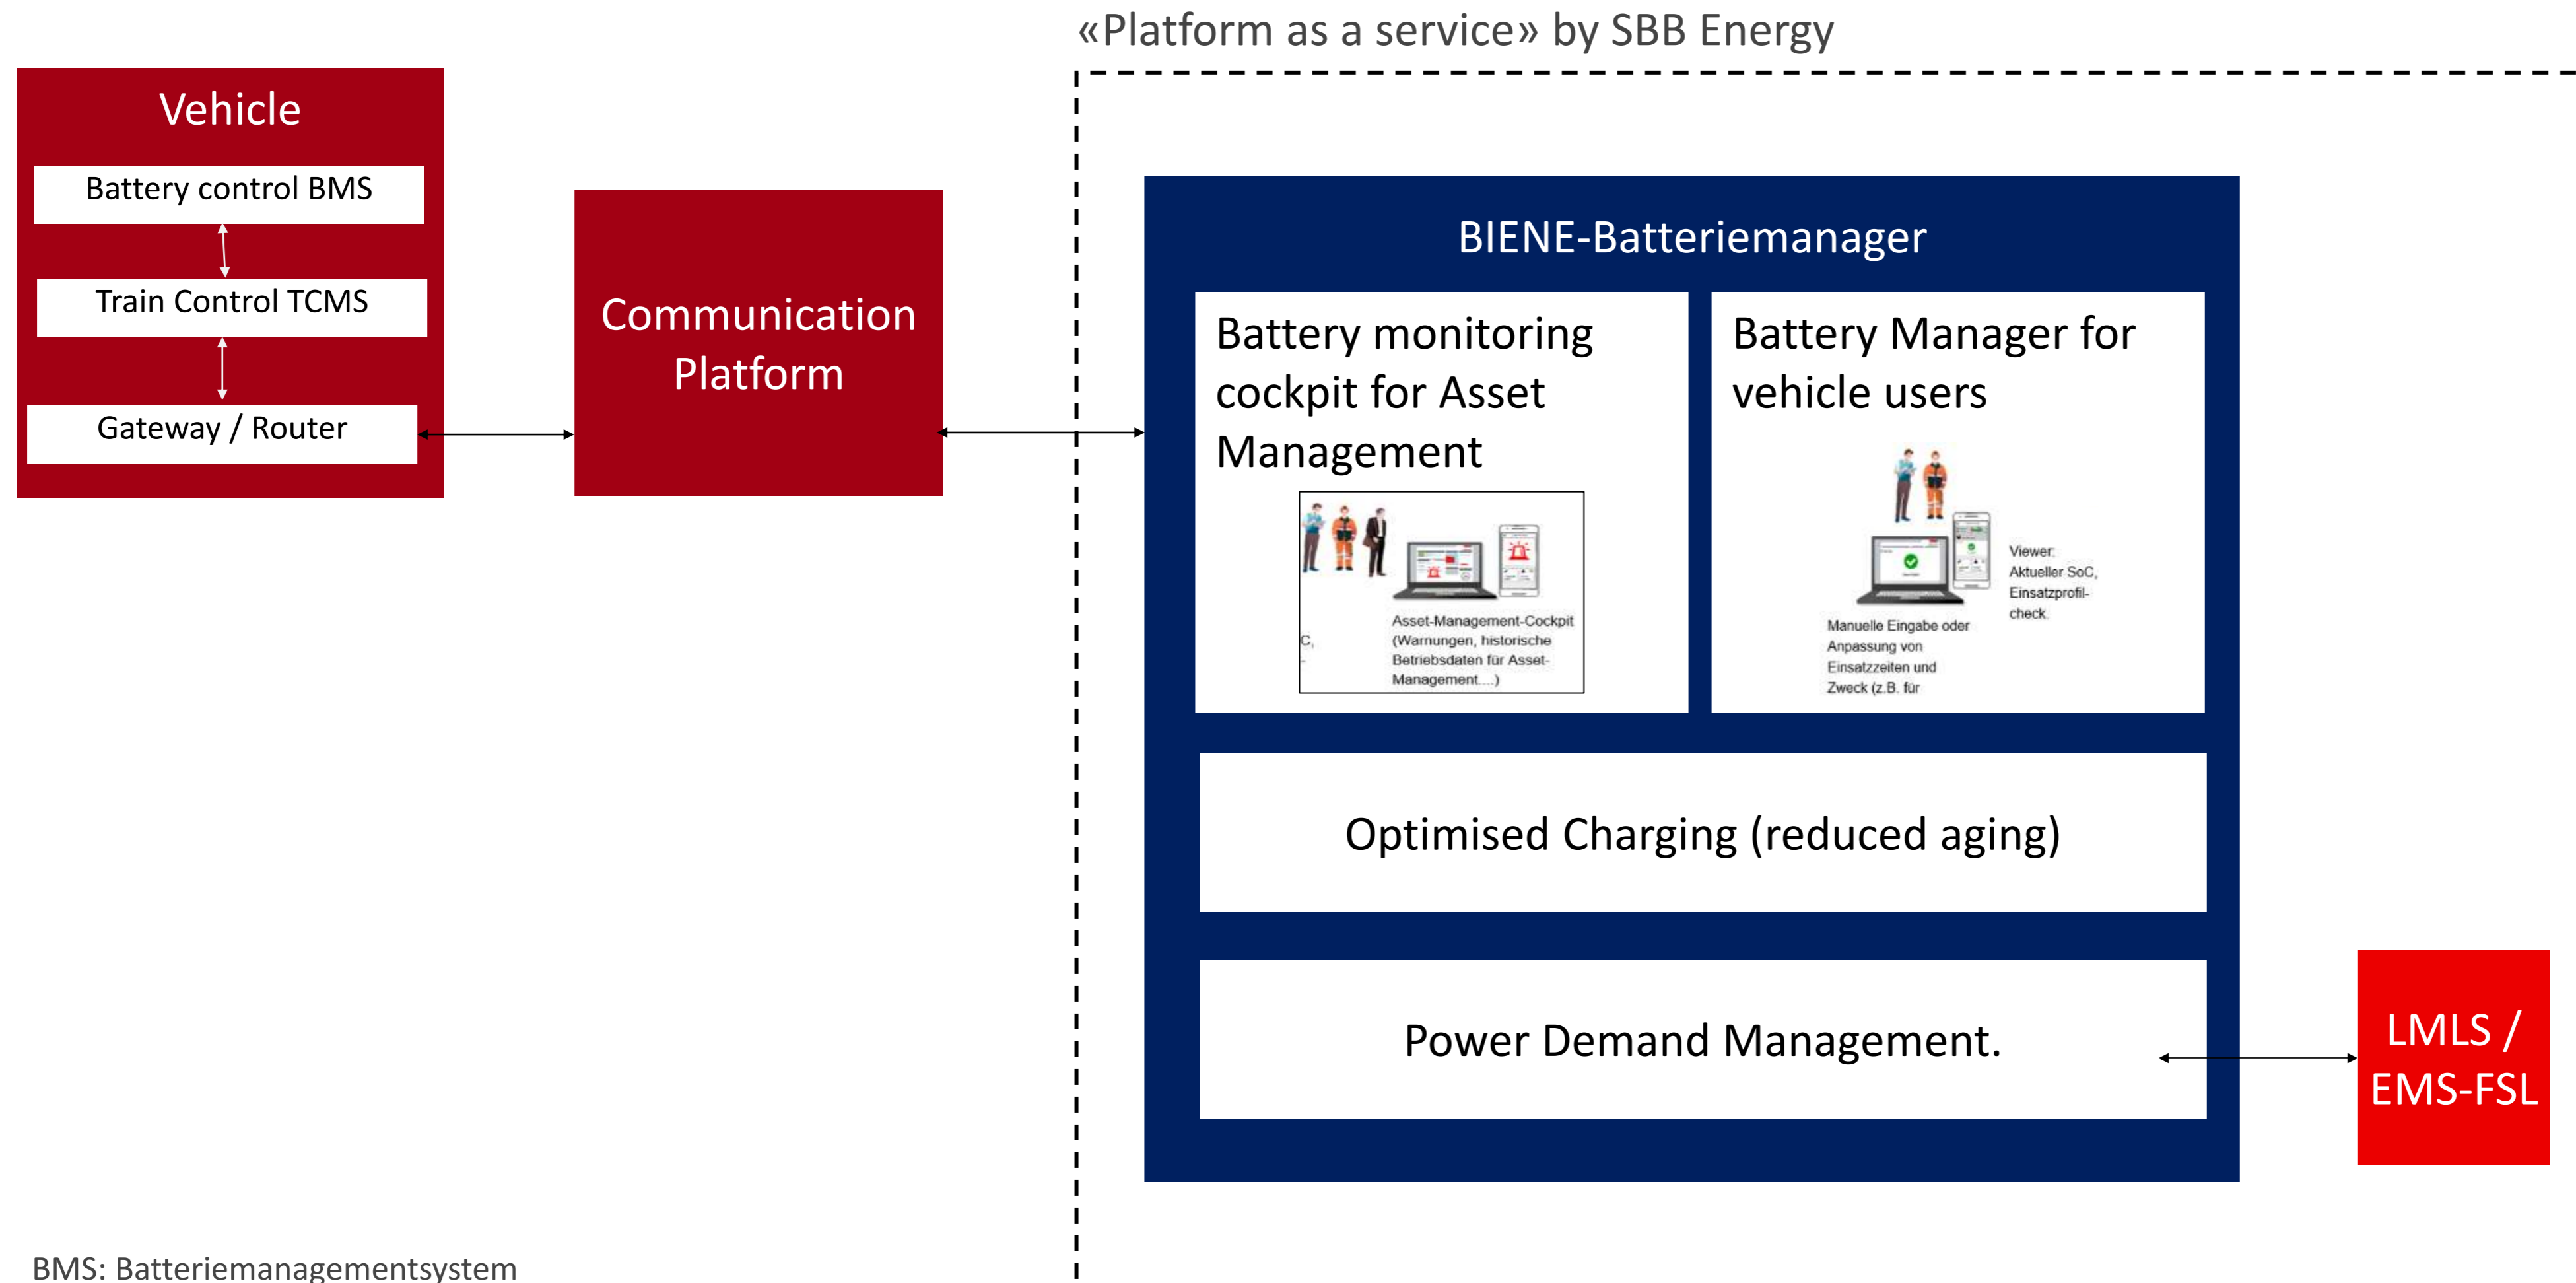 «Platform as a service» by SBB Energy
Vehicle
Battery control BMS
Train Control TCMS
Gateway / Router
Communication
Platform
BIENE-Batteriemanager
Battery monitoring
cockpit for Asset
Management
C,
-
Asset-Management-Cockpit
(Warnungen, historische
Betriebsdaten für Asset-
Management....)
Battery Manager for
vehicle users
Viewer:
Aktueller SoC,
Einsatzprofil-
check.
Manuelle Eingabe oder
Anpassung von
Einsatzzeiten und
Zweck (z.B. für
Optimised Charging (reduced aging)
Power Demand Management.
LMLS /
EMS-FSL
BMS: Batteriemanagementsystem